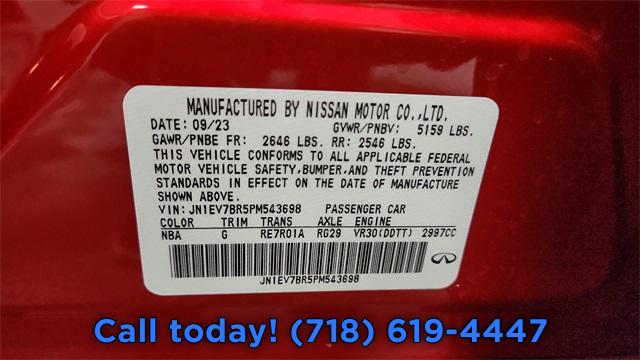 MANUFACTURED BY NISSAN MOTOR CO.,LTD.
DATE: 09/23 GVWR/PNBV: 5159 LBS.
GAWR/PNBE FR: 2646 LBS. RR: 2546 LBS.
THIS VEHICLE CONFORMS TO ALL APPLICABLE FEDERAL
MOTOR VEHICLE SAFETY,BUMPER,AND THEFT PREVENTION
STANDARDS IN EFFECT ON THE DATE OF MANUFACTURE
SHOWN ABOVE.
VIN: JN1EV7BR5PM543698 PASSENGER CAR
COLOR TRIM TRANS AXLE ENGINE
NBA G RE7R01A RG29 VR30(DDTT) 2997CC
JN1EV7BR5PM543698
Call today! (718) 619-4447